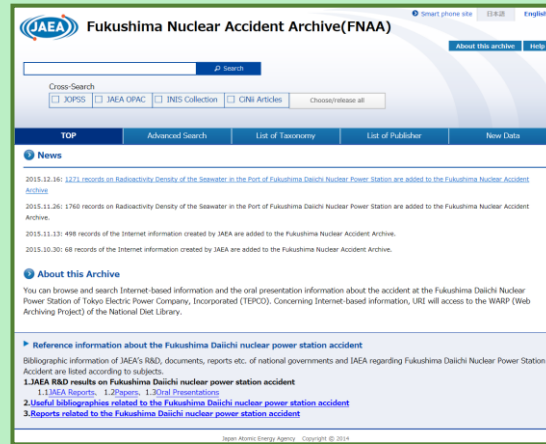 Smart phone site 日本語 English
JAEA Fukushima Nuclear Accident Archive(FNAA)
About this archive Help
Search
Cross-Search
JOPSS JAEA OPAC INIS Collection CiNii Articles Choose/release all
TOP Advanced Search List of Taxonomy List of Publisher New Data
News
2015.12.16: 1271 records on Radioactivity Density of the Seawater in the Port of Fukushima Daiichi Nuclear Power Station are added to the Fukushima Nuclear Accident
Archive
2015.11.26: 1760 records on Radioactivity Density of the Seawater in the Port of Fukushima Daiichi Nuclear Power Station are added to the Fukushima Nuclear Accident
Archive.
2015.11.13: 498 records of the Internet information created by JAEA are added to the Fukushima Nuclear Accident Archive.
2015.10.30: 68 records of the Internet information created by JAEA are added to the Fukushima Nuclear Accident Archive.
About this Archive
You can browse and search Internet-based information and the oral presentation information about the accident at the Fukushima Daiichi Nuclear
Power Station of Tokyo Electric Power Company, Incorporated (TEPCO). Concerning Internet-based information, URI will access to the WARP (Web
Archiving Project) of the National Diet Library.
Reference information about the Fukushima Daiichi nuclear power station accident
Bibliographic information of JAEA's R&D, documents, reports etc. of national governments and IAEA regarding Fukushima Daiichi Nuclear Power Station
Accident are listed according to subjects.
1.JAEA R&D results on Fukushima Daiichi nuclear power station accident
1.1JAEA Reports、 1.2Papers、 1.3Oral Presentations
2.Useful bibliographies related to the Fukushima Daiichi nuclear power station accident
3.Reports related to the Fukushima Daiichi nuclear power station accident
Japan Atomic Energy Agency Copyright © 2014